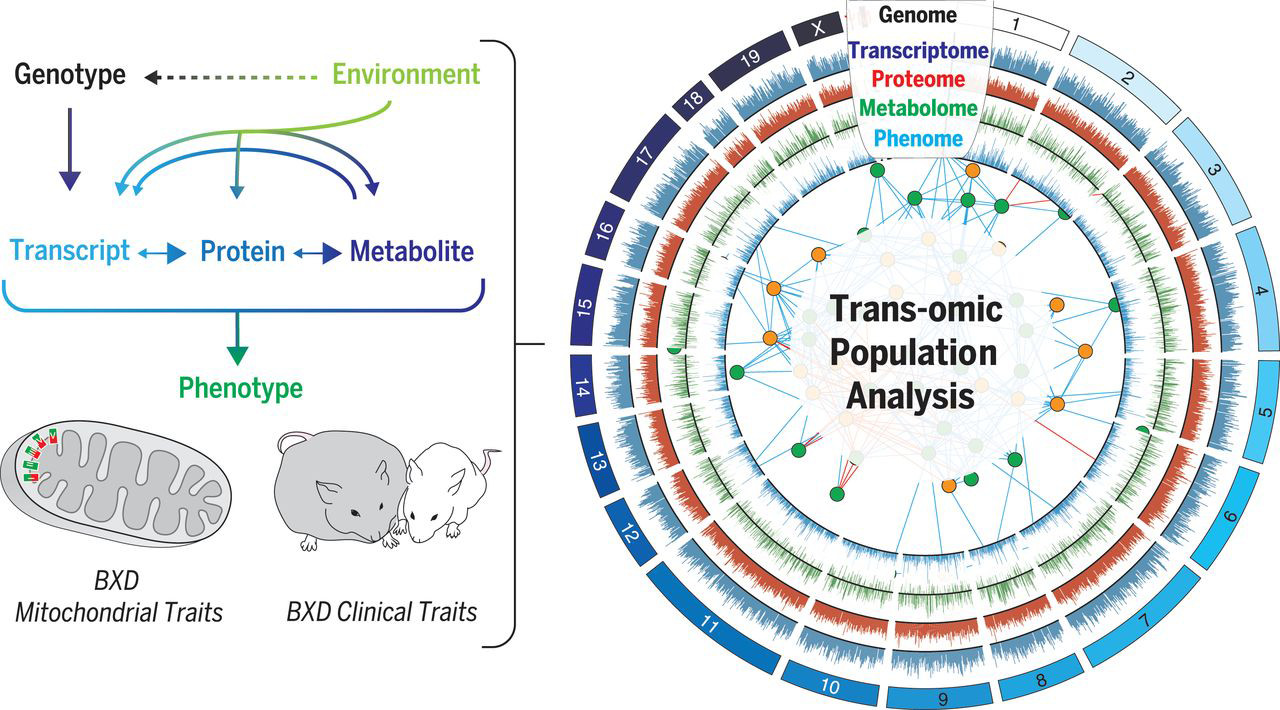 Genotype
Environment
Transcript
Protein
Metabolite
Phenotype
BXD
Mitochondrial Traits
BXD Clinical Traits
Genome
Transcriptome
Proteome
Metabolome
Phenome
1
2
3
4
5
6
7
8
9
10
11
12
13
14
15
16
17
18
19
X
Trans-omic
Population
Analysis